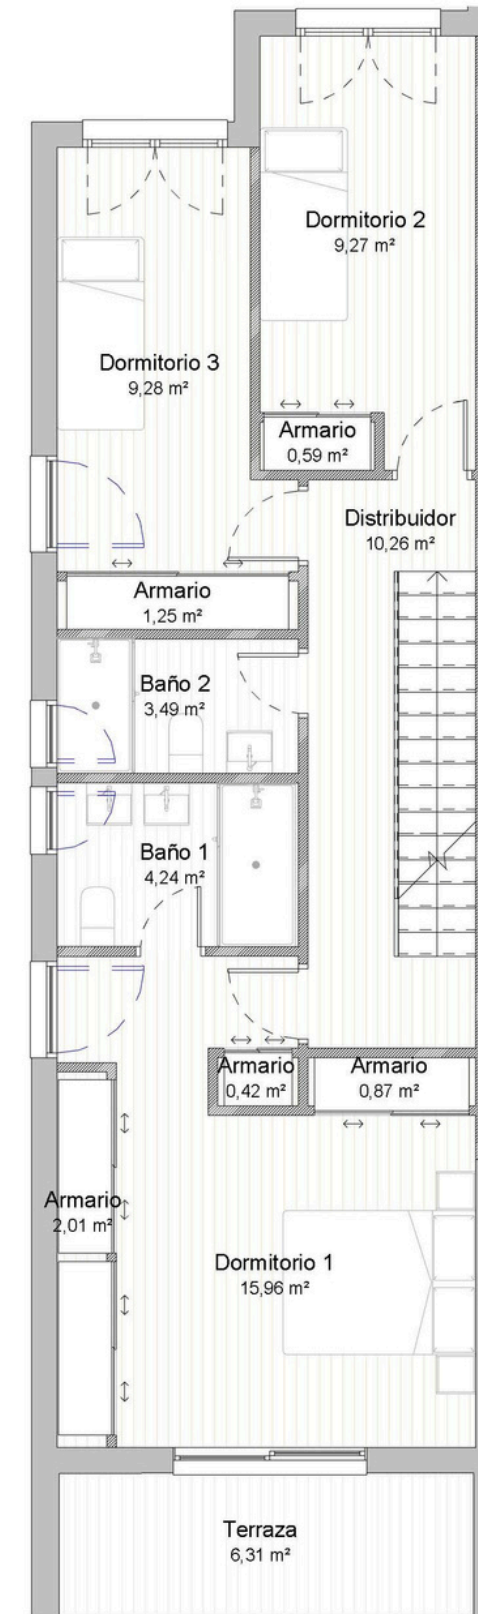 Dormitorio 2
9,27 m²
Dormitorio 3
9,28 m²
Armario
0,59 m²
Distribuidor
10,26 m²
Armario
1,25 m²
Baño 2
3,49 m²
Baño 1
4,24 m²
Armario
0,42 m²
Armario
0,87 m²
Armario
2,01 m²
Dormitorio 1
15,96 m²
Terraza
6,31 m²